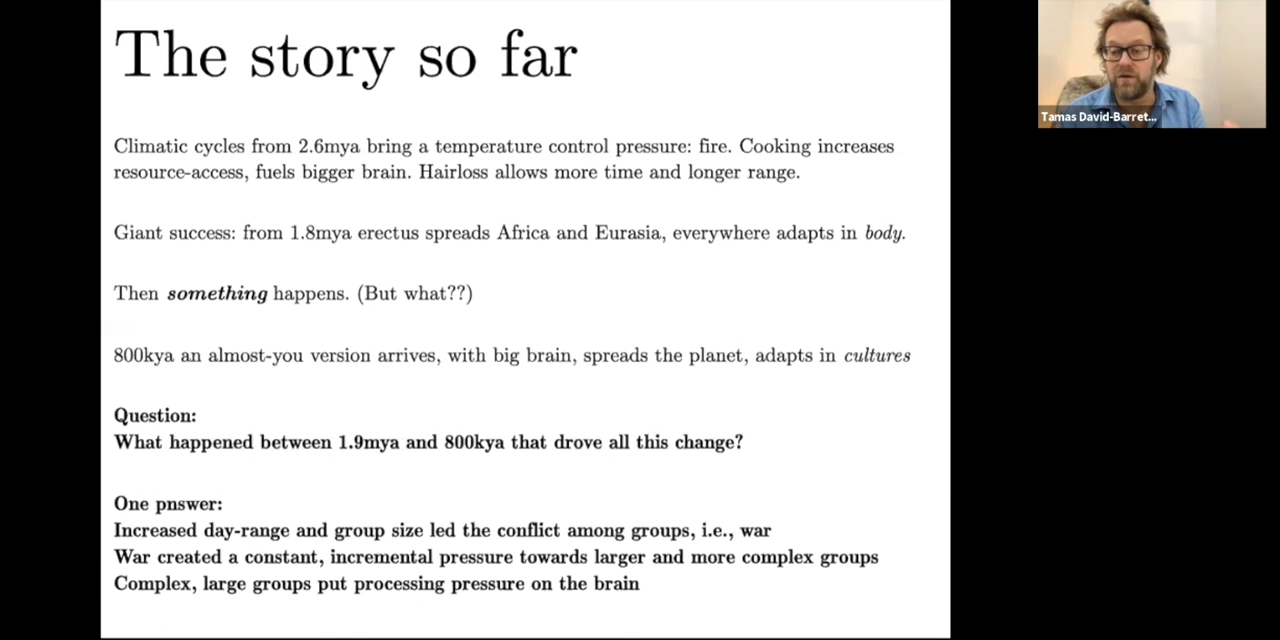 The story so far
Climatic cycles from 2.6mya bring a temperature control pressure: fire. Cooking increases
resource-access, fuels bigger brain. Hairloss allows more time and longer range.
Giant success: from 1.8mya erectus spreads Africa and Eurasia, everywhere adapts in body.
Then something happens. (But what??)
800kya an almost-you version arrives, with big brain, spreads the planet, adapts in cultures
Question:
What happened between 1.9mya and 800kya that drove all this change?
One pnswer:
Increased day-range and group size led the conflict among groups, i.e., war
War created a constant, incremental pressure towards larger and more complex groups
Complex, large groups put processing pressure on the brain
Tamas David-Barret...